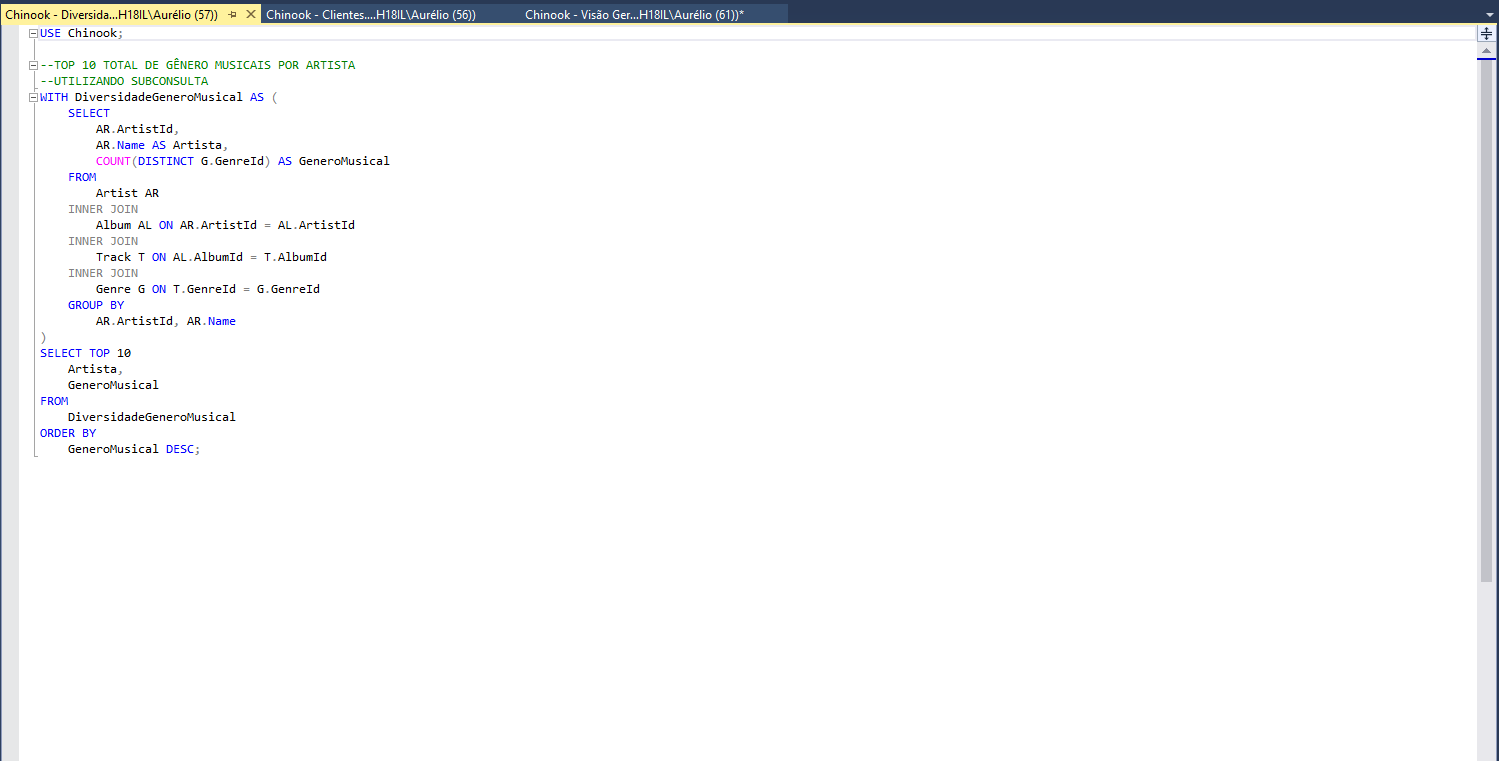 Chinook - Diversida...H18IL\Aurélio (57)) Chinook - Clientes....H18IL\Aurélio (56)) Chinook - Visão Ger...H18IL\Aurélio (61))*
USE Chinook;
--TOP 10 TOTAL DE GÊNERO MUSICAIS POR ARTISTA
--UTILIZANDO SUBCONSULTA
WITH DiversidadeGeneroMusical AS (
    SELECT
        AR.ArtistId,
        AR.Name AS Artista,
        COUNT(DISTINCT G.GenreId) AS GeneroMusical
    FROM
        Artist AR
    INNER JOIN
        Album AL ON AR.ArtistId = AL.ArtistId
    INNER JOIN
        Track T ON AL.AlbumId = T.AlbumId
    INNER JOIN
        Genre G ON T.GenreId = G.GenreId
    GROUP BY
        AR.ArtistId, AR.Name
)
SELECT TOP 10
    Artista,
    GeneroMusical
FROM
    DiversidadeGeneroMusical
ORDER BY
    GeneroMusical DESC;